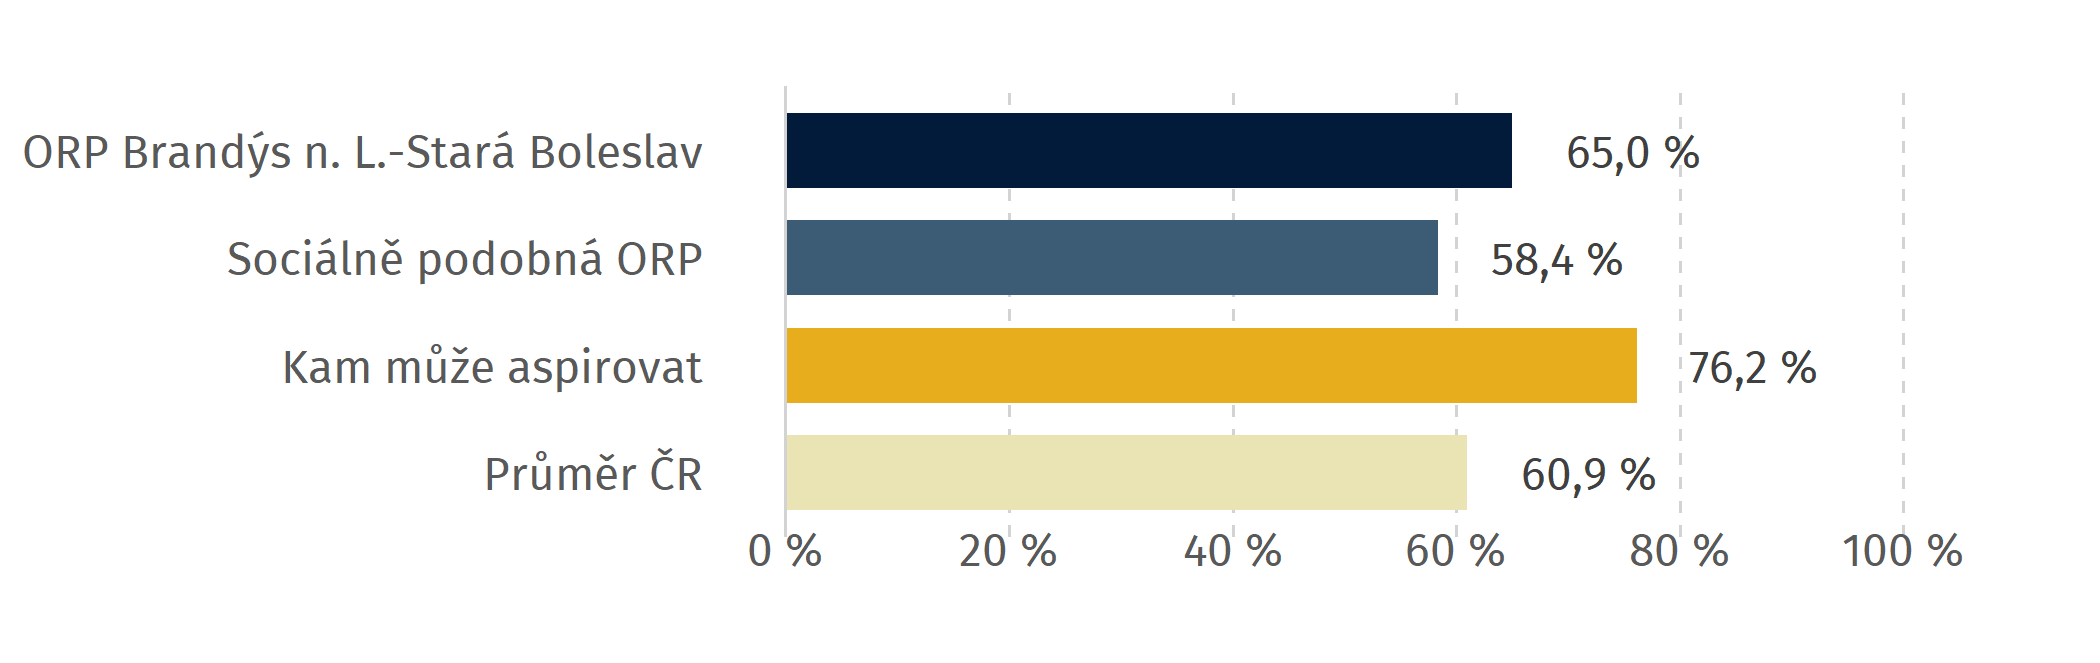 ORP Brandýs n. L.-Stará Boleslav 65,0 %
Sociálně podobná ORP 58,4 %
Kam může aspirovat 76,2 %
Průměr ČR 60,9 %
0 % 20 % 40 % 60 % 80 % 100 %